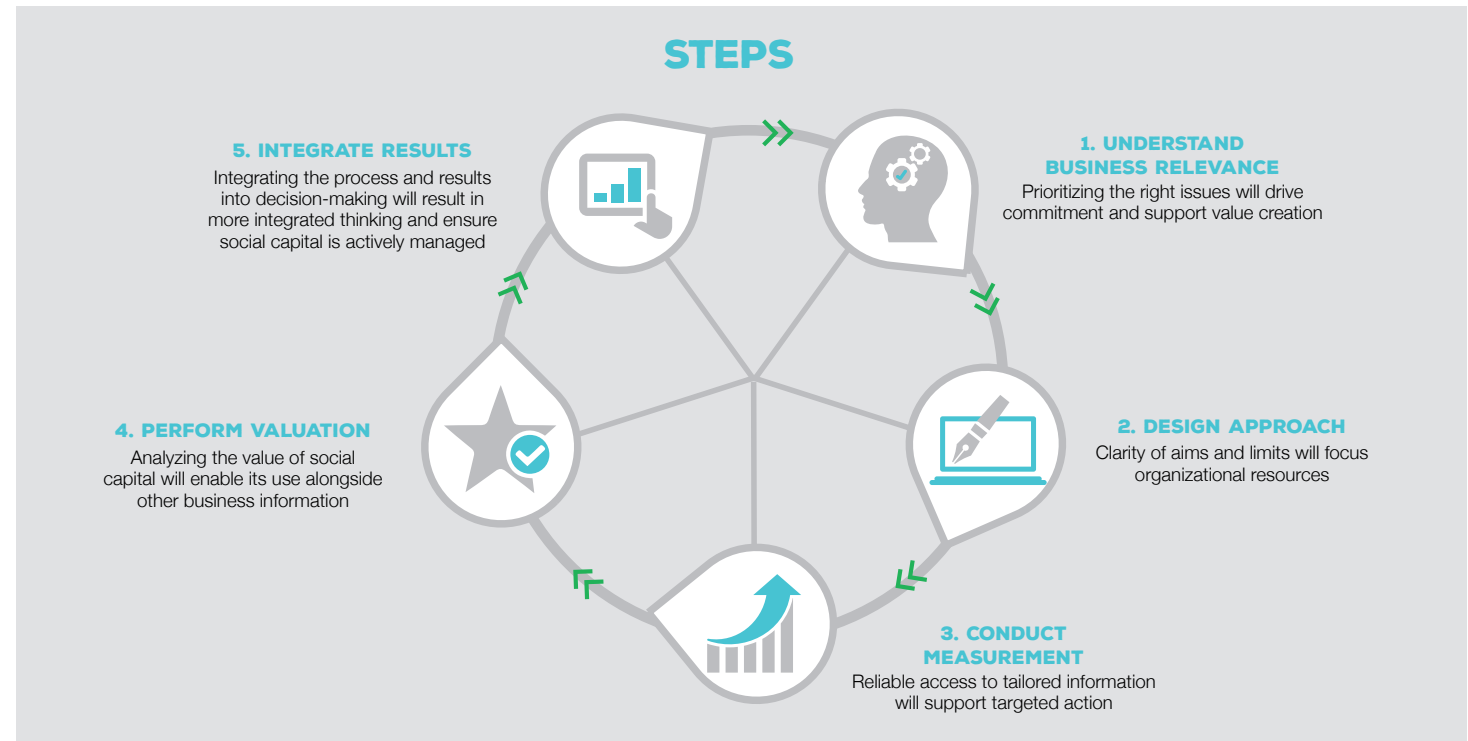 STEPS
1. UNDERSTAND
BUSINESS RELEVANCE
Prioritizing the right issues will drive
commitment and support value creation
2. DESIGN APPROACH
Clarity of aims and limits will focus
organizational resources
3. CONDUCT
MEASUREMENT
Reliable access to tailored information
will support targeted action
4. PERFORM VALUATION
Analyzing the value of social
capital will enable its use alongside
other business information
5. INTEGRATE RESULTS
Integrating the process and results
into decision-making will result in
more integrated thinking and ensure
social capital is actively managed